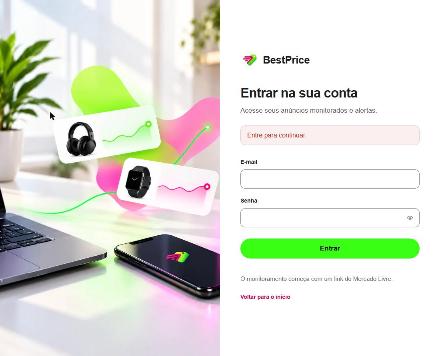 BestPrice
Entrar na sua conta
Acesse seus anúncios monitorados e alertas.
Entre para continuar.
E-mail
Senha
Entrar
O monitoramento começa com um link do Mercado Livre.
Voltar para o início